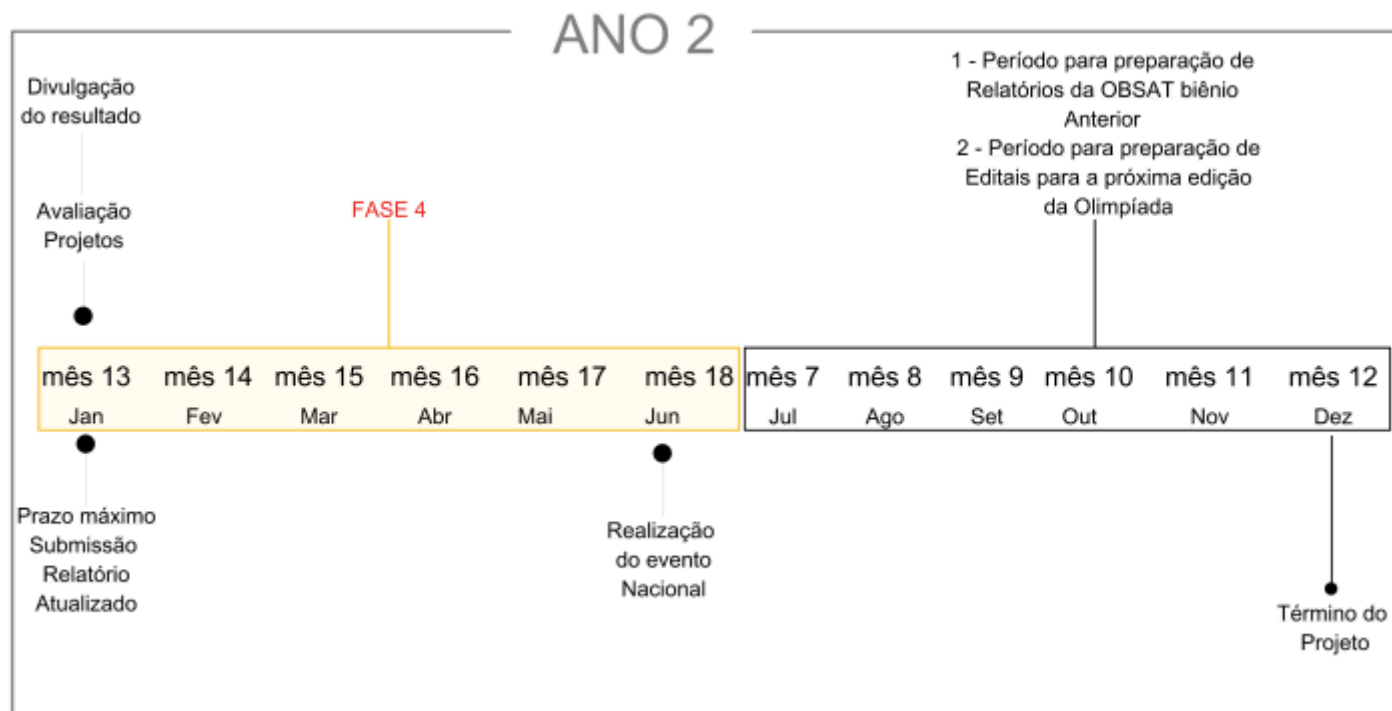 ANO 2
Divulgação
do resultado
Avaliação
Projetos
FASE 4
1 - Período para preparação de
Relatórios da OBSAT biênio
Anterior
2 - Período para preparação de
Editais para a próxima edição
da Olimpíada
mês 13 mês 14 mês 15 mês 16 mês 17 mês 18 mês 7 mês 8 mês 9 mês 10 mês 11 mês 12
Jan Fev Mar Abr Mai Jun Jul Ago Set Out Nov Dez
Prazo máximo
Submissão
Relatório
Atualizado
Realização
do evento
Nacional
Término do
Projeto